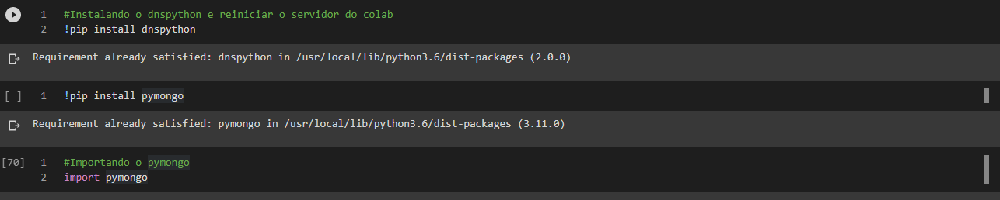 1 #Instalando o dnspython e reiniciar o servidor do colab
2 !pip install dnspython
Requirement already satisfied: dnspython in /usr/local/lib/python3.6/dist-packages (2.0.0)
[ ] 1 !pip install pymongo
Requirement already satisfied: pymongo in /usr/local/lib/python3.6/dist-packages (3.11.0)
[70] 1 #Importando o pymongo
2 import pymongo